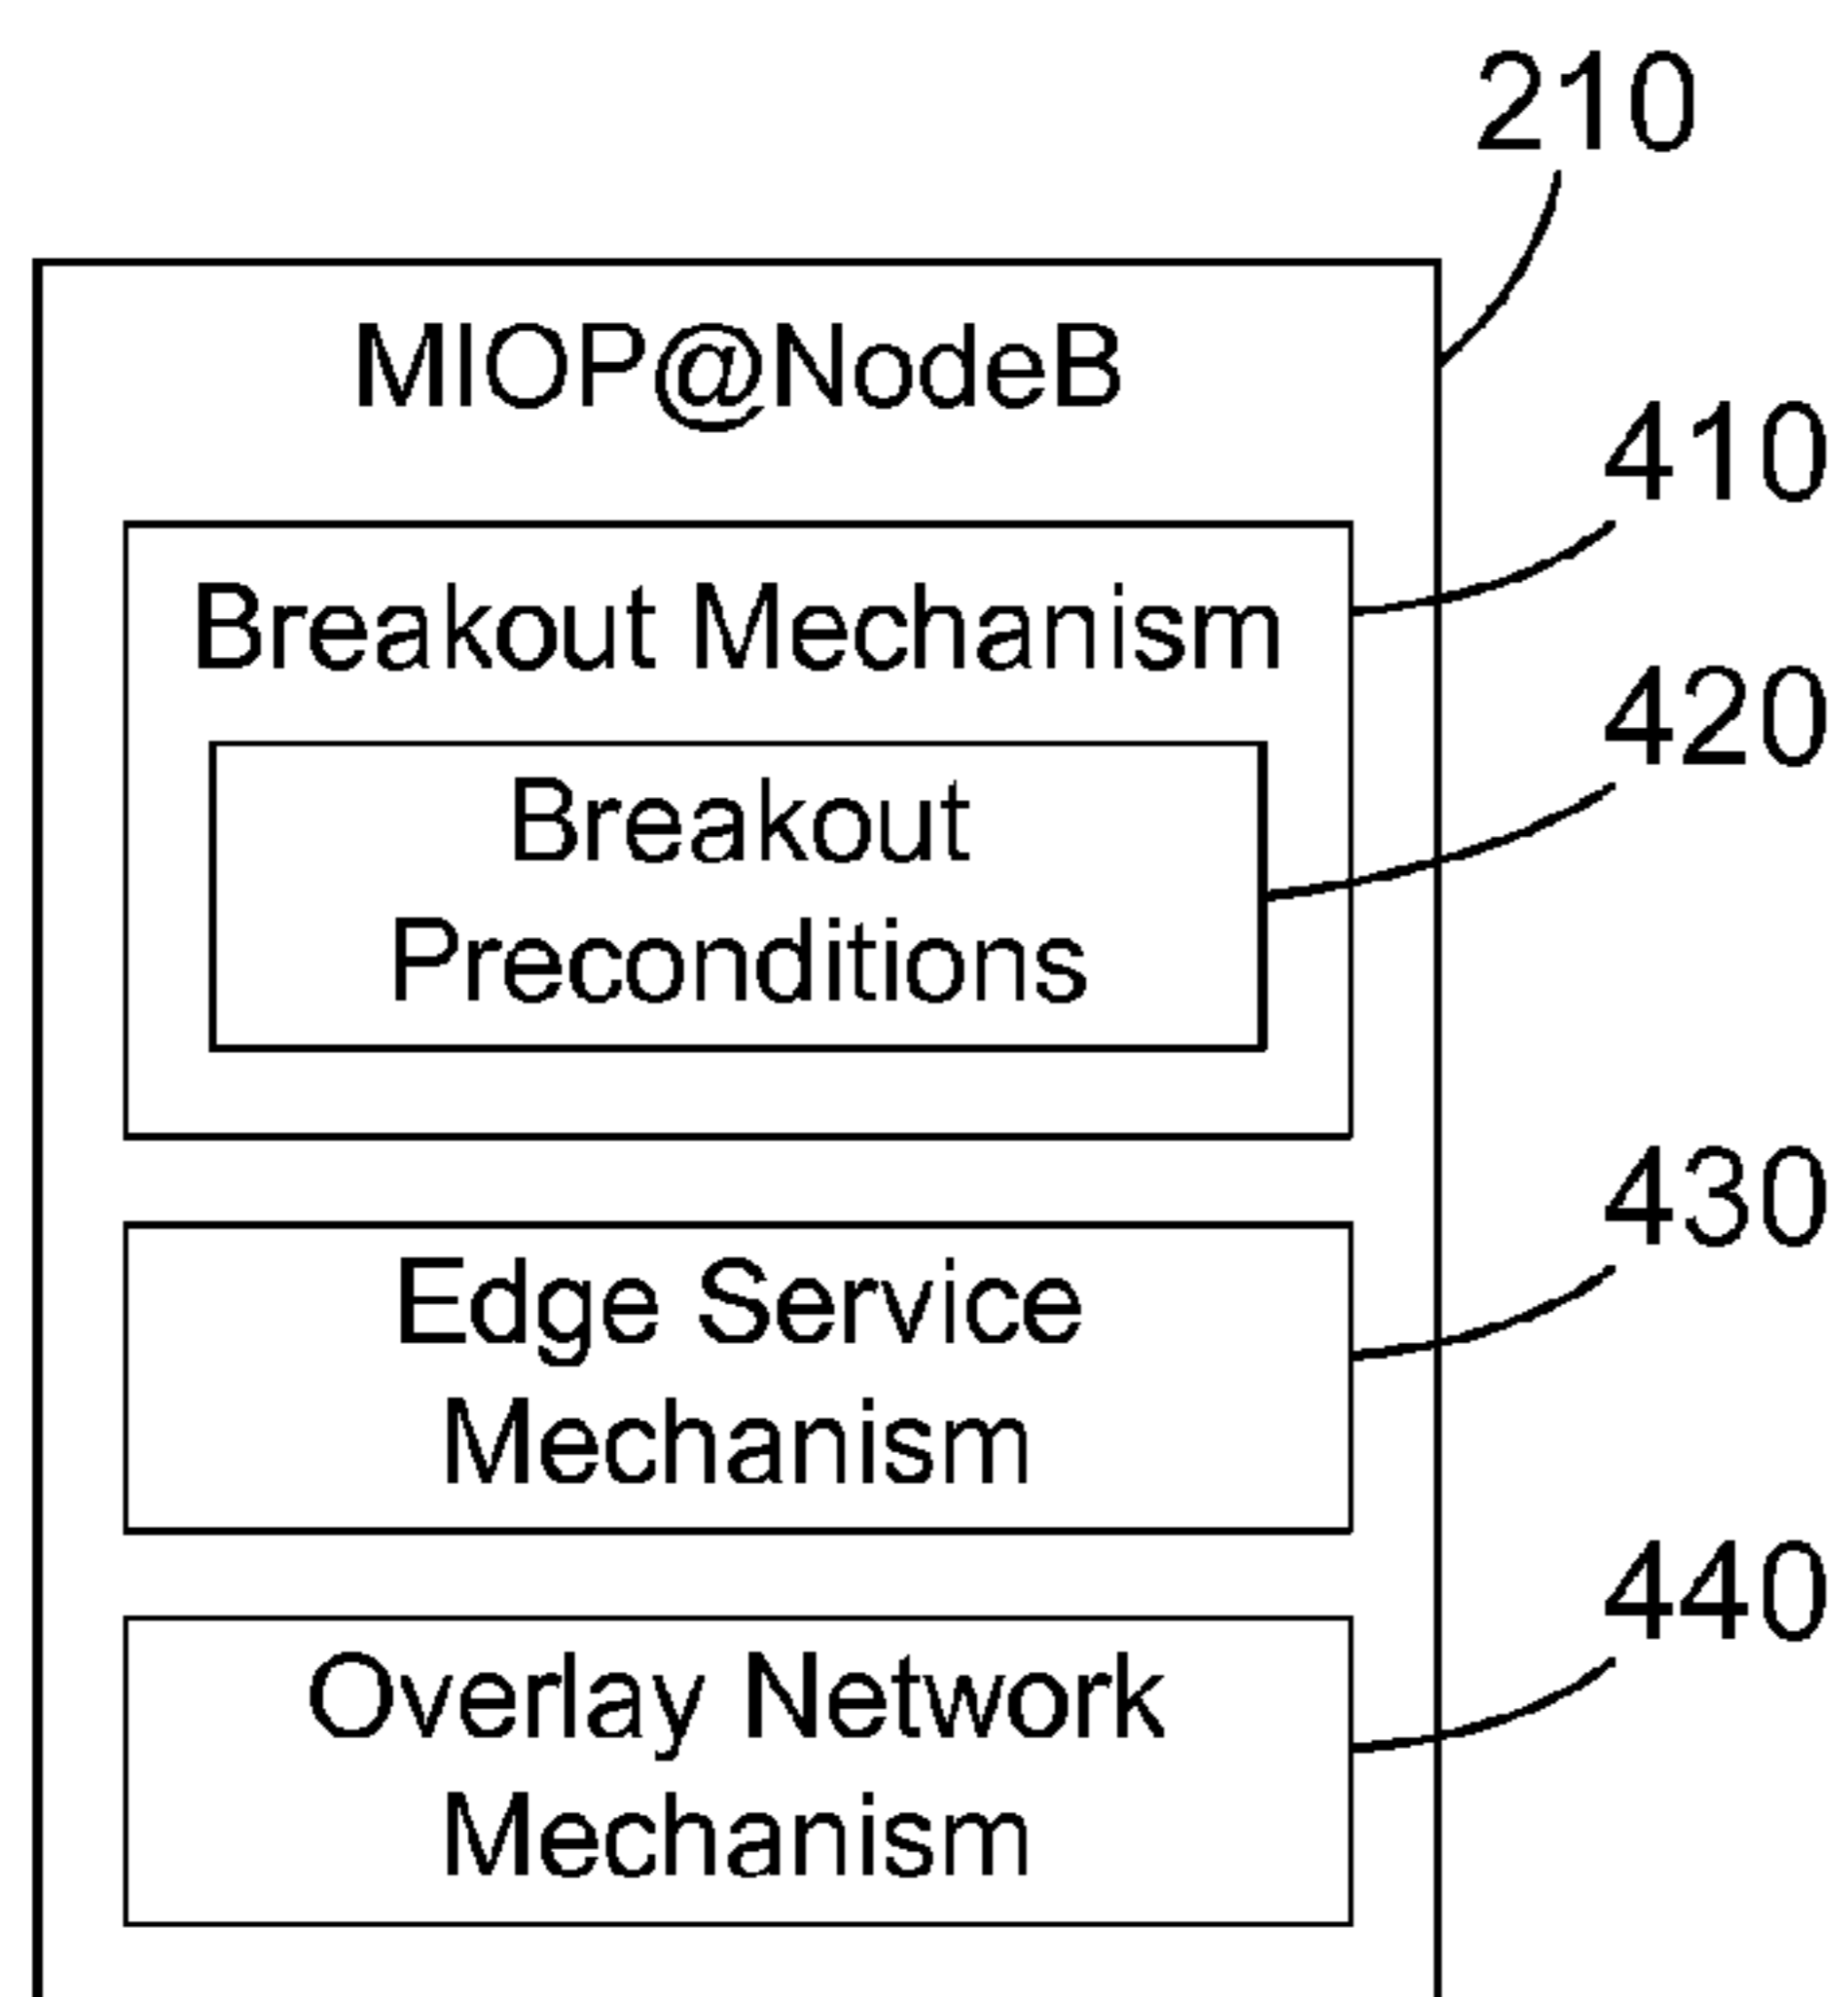 210
MIOP@NodeB
410
Breakout Mechanism
420
Breakout
Preconditions
430
Edge Service
Mechanism
440
Overlay Network
Mechanism